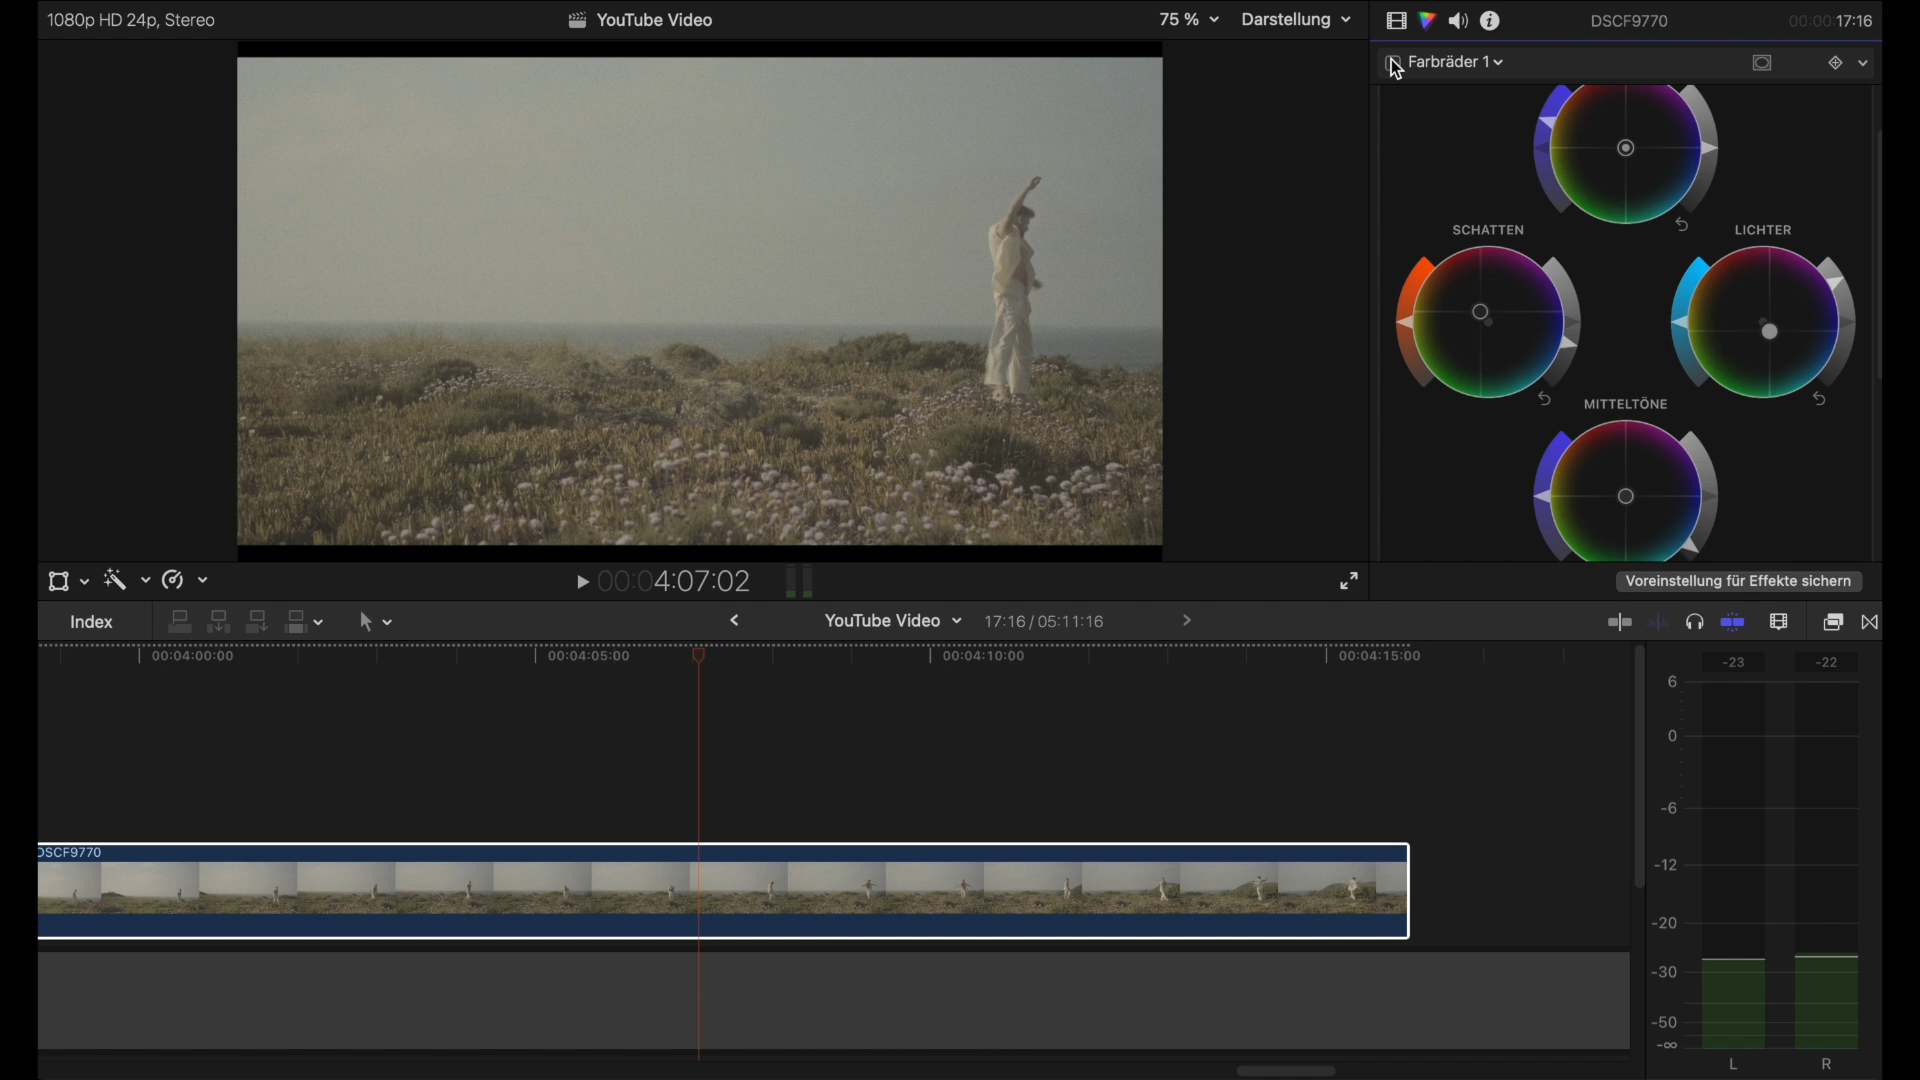 1080p HD 24p, Stereo
YouTube Video
75 %
Darstellung
DSCF9770
00:00:17:16
Farbräder 1
SCHATTEN
LICHTER
MITTELTÖNE
00:04:07:02
Voreinstellung für Effekte sichern
Index
YouTube Video
17:16 / 05:11:16
00:04:00:00
00:04:05:00
00:04:10:00
00:04:15:00
DSCF9770
-23
-22
6
0
-6
-12
-20
-30
-50
-∞
L
R